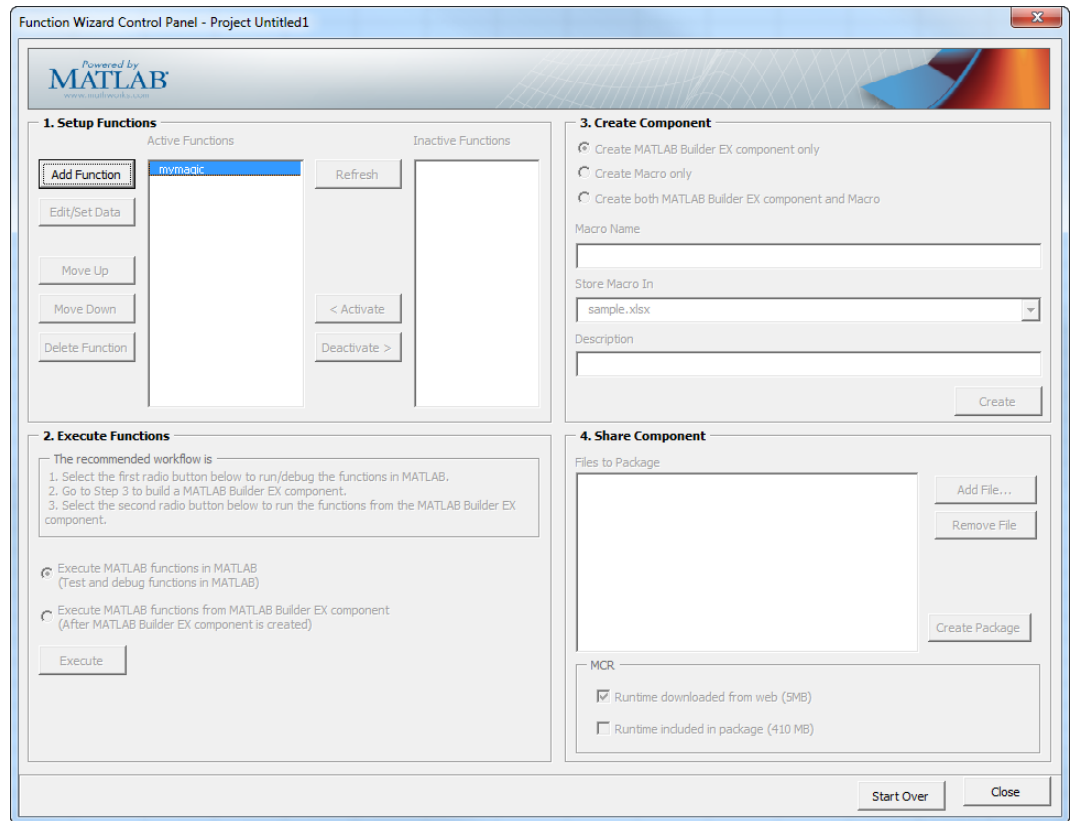 Function Wizard Control Panel - Project Untitled1
x
Powered by
MATLAB
www.mathworks.com
1. Setup Functions
Active Functions
Inactive Functions
Add Function
mymagic
Refresh
Edit/Set Data
Move Up
Move Down
< Activate
Delete Function
Deactivate >
2. Execute Functions
The recommended workflow is
1. Select the first radio button below to run/debug the functions in MATLAB.
2. Go to Step 3 to build a MATLAB Builder EX component.
3. Select the second radio button below to run the functions from the MATLAB Builder EX
component.
Execute MATLAB functions in MATLAB
(Test and debug functions in MATLAB)
Execute MATLAB functions from MATLAB Builder EX component
(After MATLAB Builder EX component is created)
Execute
3. Create Component
Create MATLAB Builder EX component only
Create Macro only
Create both MATLAB Builder EX component and Macro
Macro Name
Store Macro In
sample.xlsx
Description
Create
4. Share Component
Files to Package
Add File...
Remove File
Create Package
MCR
Runtime downloaded from web (5MB)
Runtime included in package (410 MB)
Start Over
Close